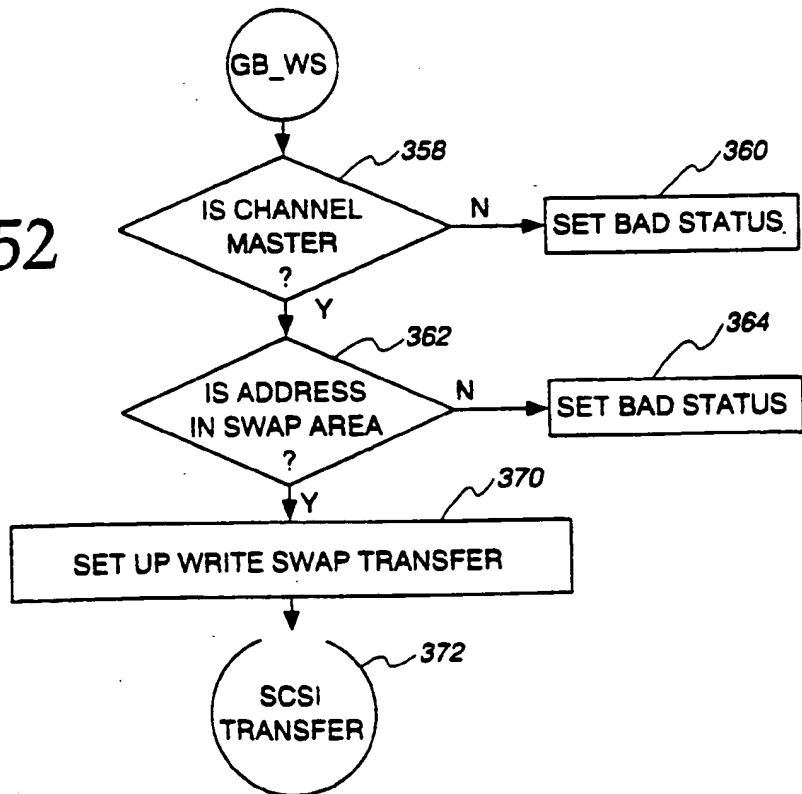 GB_WS
358
360
52
IS CHANNEL
MASTER
?
N
SET BAD STATUS
Y
362
364
IS ADDRESS
IN SWAP AREA
?
N
SET BAD STATUS
Y
370
SET UP WRITE SWAP TRANSFER
372
SCSI
TRANSFER